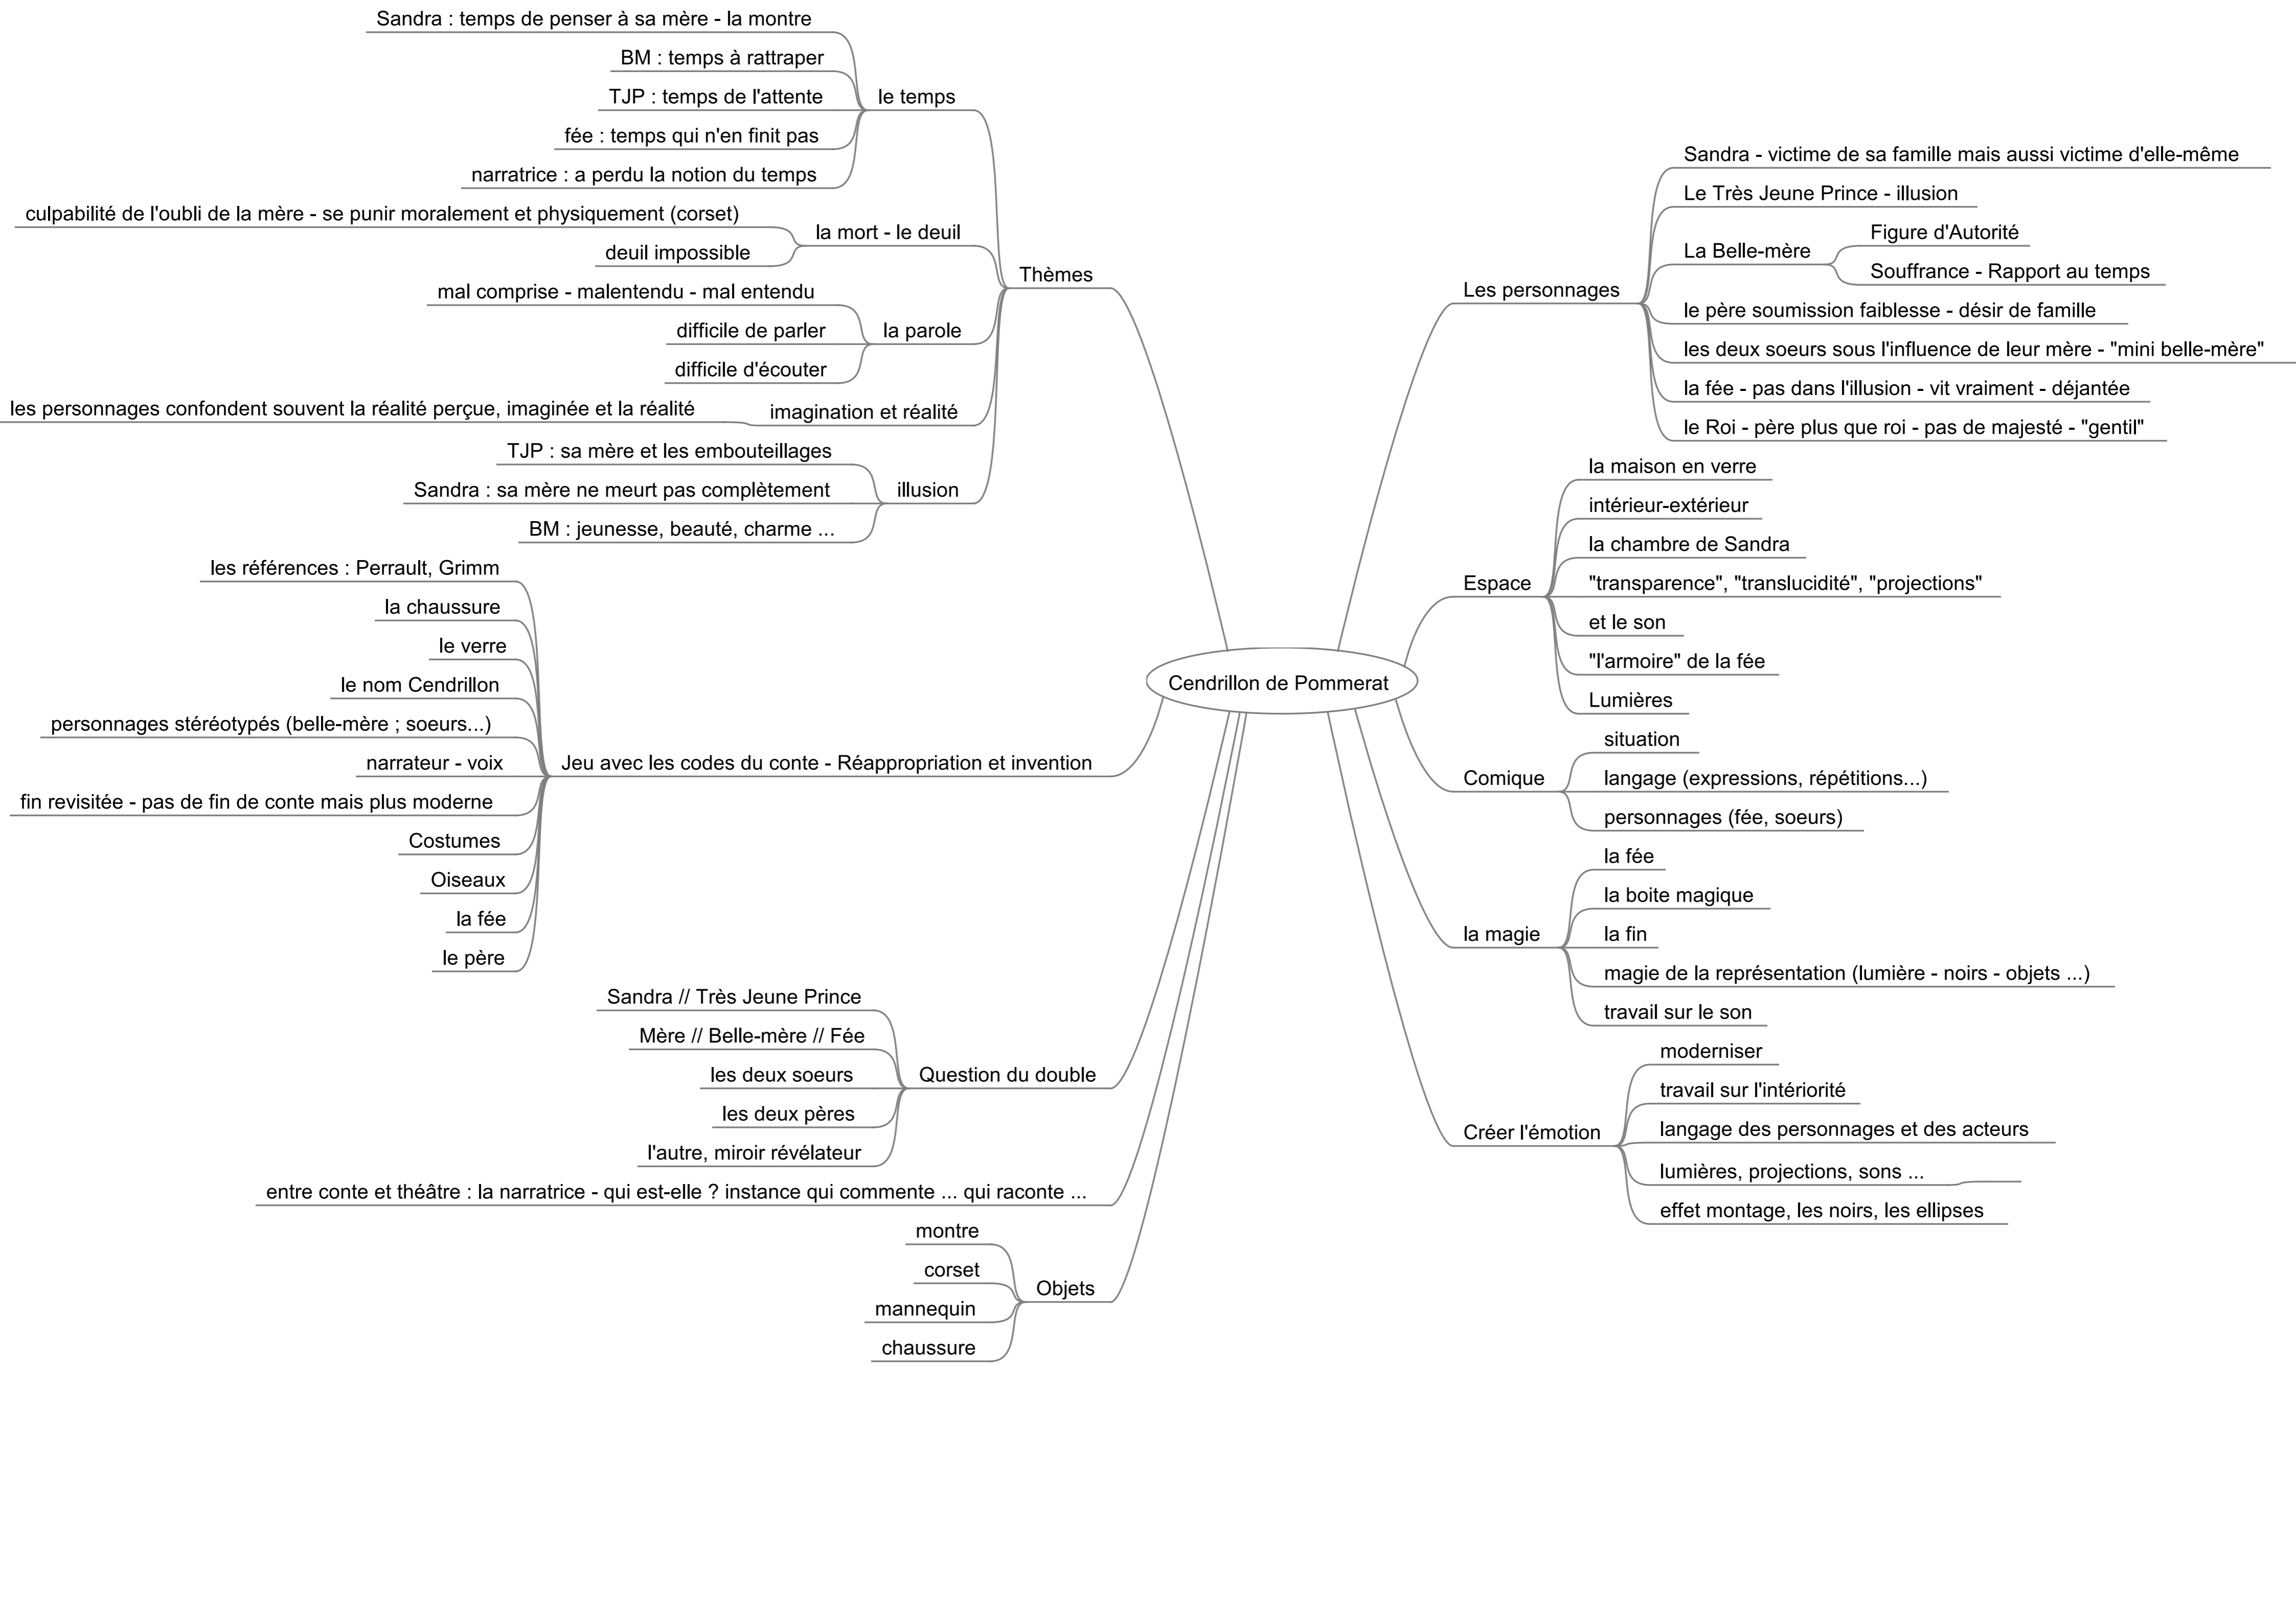 Cendrillon de Pommerat
Thèmes
le temps
Sandra : temps de penser à sa mère - la montre
BM : temps à rattraper
TJP : temps de l'attente
fée : temps qui n'en finit pas
narratrice : a perdu la notion du temps
la mort - le deuil
culpabilité de l'oubli de la mère - se punir moralement et physiquement (corset)
deuil impossible
la parole
mal comprise - malentendu - mal entendu
difficile de parler
difficile d'écouter
imagination et réalité
les personnages confondent souvent la réalité perçue, imaginée et la réalité
illusion
TJP : sa mère et les embouteillages
Sandra : sa mère ne meurt pas complètement
BM : jeunesse, beauté, charme ...
Jeu avec les codes du conte - Réappropriation et invention
les références : Perrault, Grimm
la chaussure
le verre
le nom Cendrillon
personnages stéréotypés (belle-mère ; soeurs...)
narrateur - voix
fin revisitée - pas de fin de conte mais plus moderne
Costumes
Oiseaux
la fée
le père
Question du double
Sandra // Très Jeune Prince
Mère // Belle-mère // Fée
les deux soeurs
les deux pères
l'autre, miroir révélateur
entre conte et théâtre : la narratrice - qui est-elle ? instance qui commente ... qui raconte ...
Objets
montre
corset
mannequin
chaussure
Les personnages
Sandra - victime de sa famille mais aussi victime d'elle-même
Le Très Jeune Prince - illusion
La Belle-mère
Figure d'Autorité
Souffrance - Rapport au temps
le père soumission faiblesse - désir de famille
les deux soeurs sous l'influence de leur mère - "mini belle-mère"
la fée - pas dans l'illusion - vit vraiment - déjantée
le Roi - père plus que roi - pas de majesté - "gentil"
Espace
la maison en verre
intérieur-extérieur
la chambre de Sandra
"transparence", "translucidité", "projections"
et le son
"l'armoire" de la fée
Lumières
Comique
situation
langage (expressions, répétitions...)
personnages (fée, soeurs)
la magie
la fée
la boite magique
la fin
magie de la représentation (lumière - noirs - objets ...)
travail sur le son
Créer l'émotion
moderniser
travail sur l'intériorité
langage des personnages et des acteurs
lumières, projections, sons ...
effet montage, les noirs, les ellipses